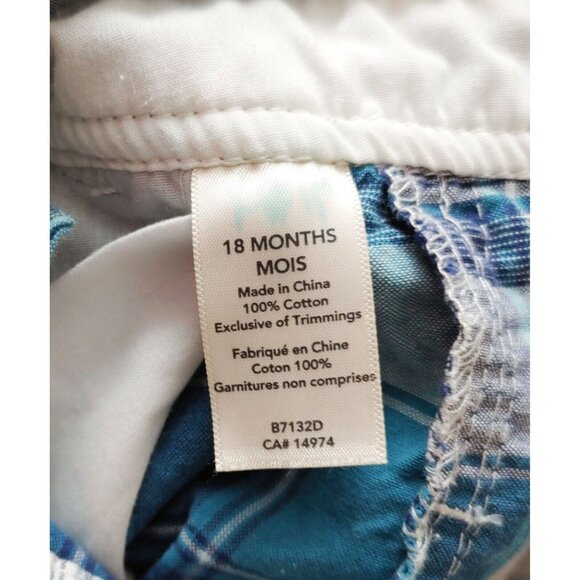 18 MONTHS
MOIS
Made in China
100% Cotton
Exclusive of Trimmings
Fabriqué en Chine
Coton 100%
Garnitures non comprises
B7132D
CA# 14974